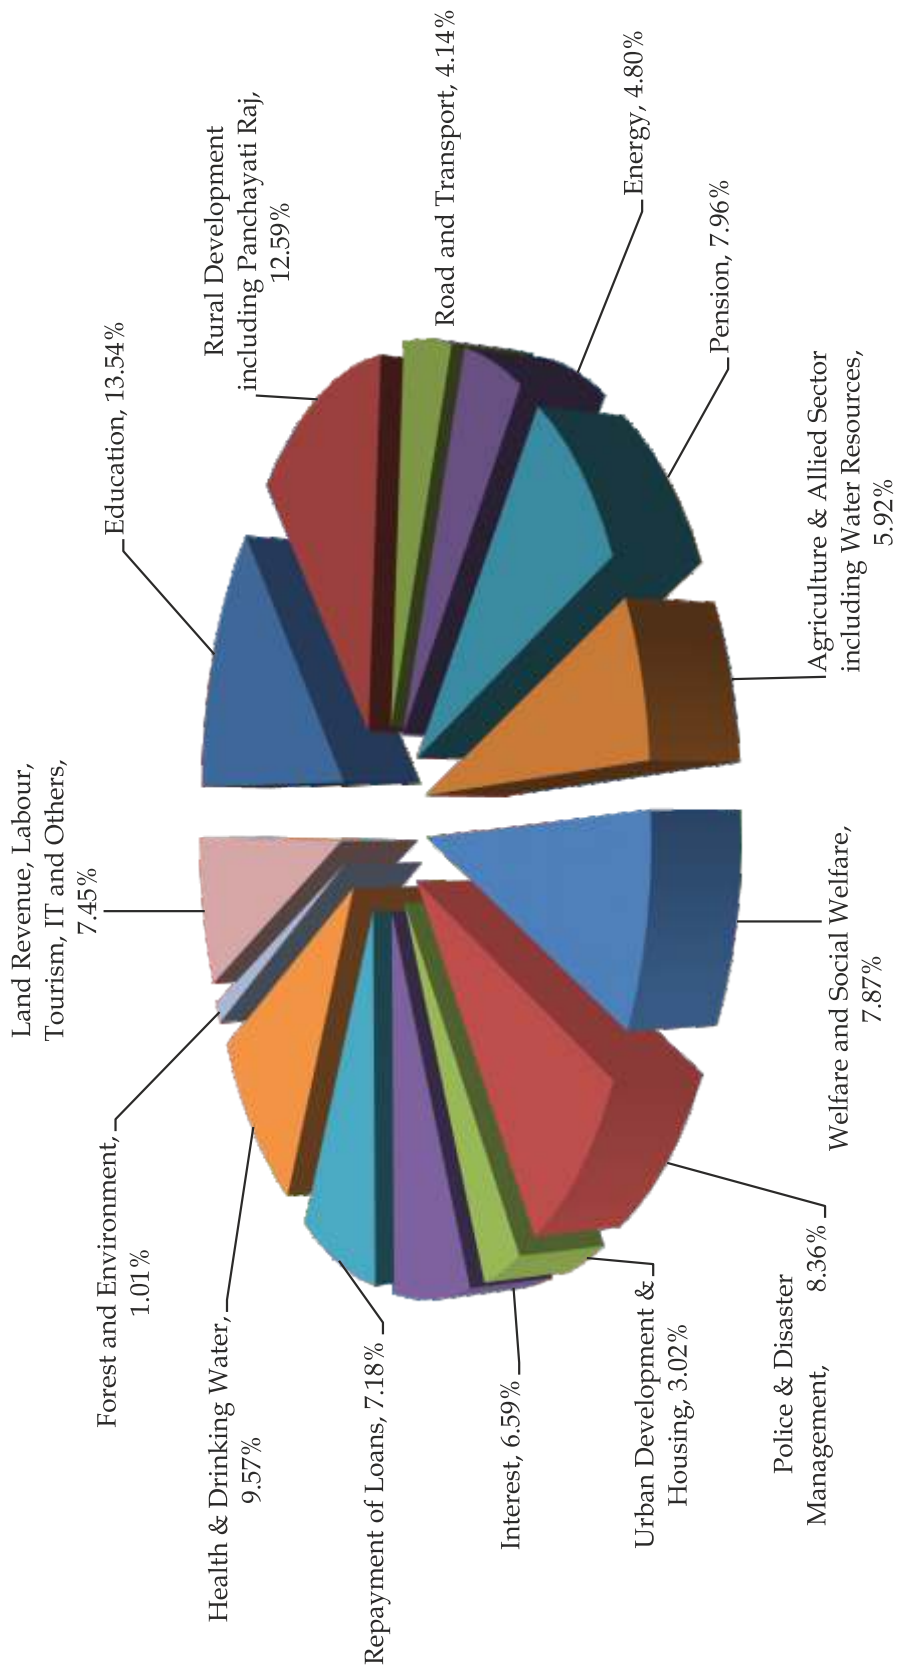 Education, 13.54%
Rural Development
including Panchayati Raj,
12.59%
Road and Transport, 4.14%
Energy, 4.80%
Pension, 7.96%
Agriculture & Allied Sector
including Water Resources,
5.92%
Welfare and Social Welfare,
7.87%
Police & Disaster
Management, 8.36%
Urban Development &
Housing, 3.02%
Interest, 6.59%
Repayment of Loans, 7.18%
Health & Drinking Water,
9.57%
Forest and Environment,
1.01%
Land Revenue, Labour,
Tourism, IT and Others,
7.45%